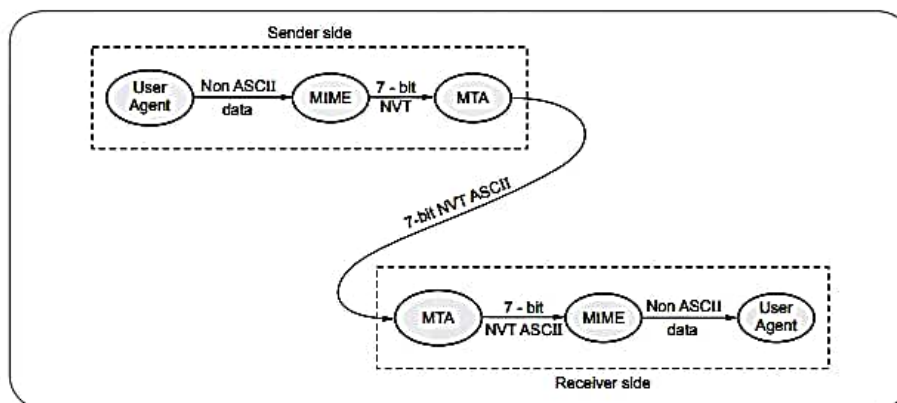 Sender side
User
Agent
Non ASCII
data
MIME
7 - bit
NVT
MTA
7-bit NVT ASCII
MTA
7 - bit
NVT ASCII
MIME
Non ASCII
data
User
Agent
Receiver side